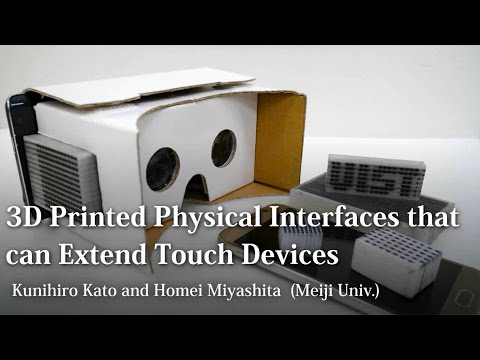 UIST
3D Printed Physical Interfaces that
can Extend Touch Devices
Kunihiro Kato and Homei Miyashita (Meiji Univ.)